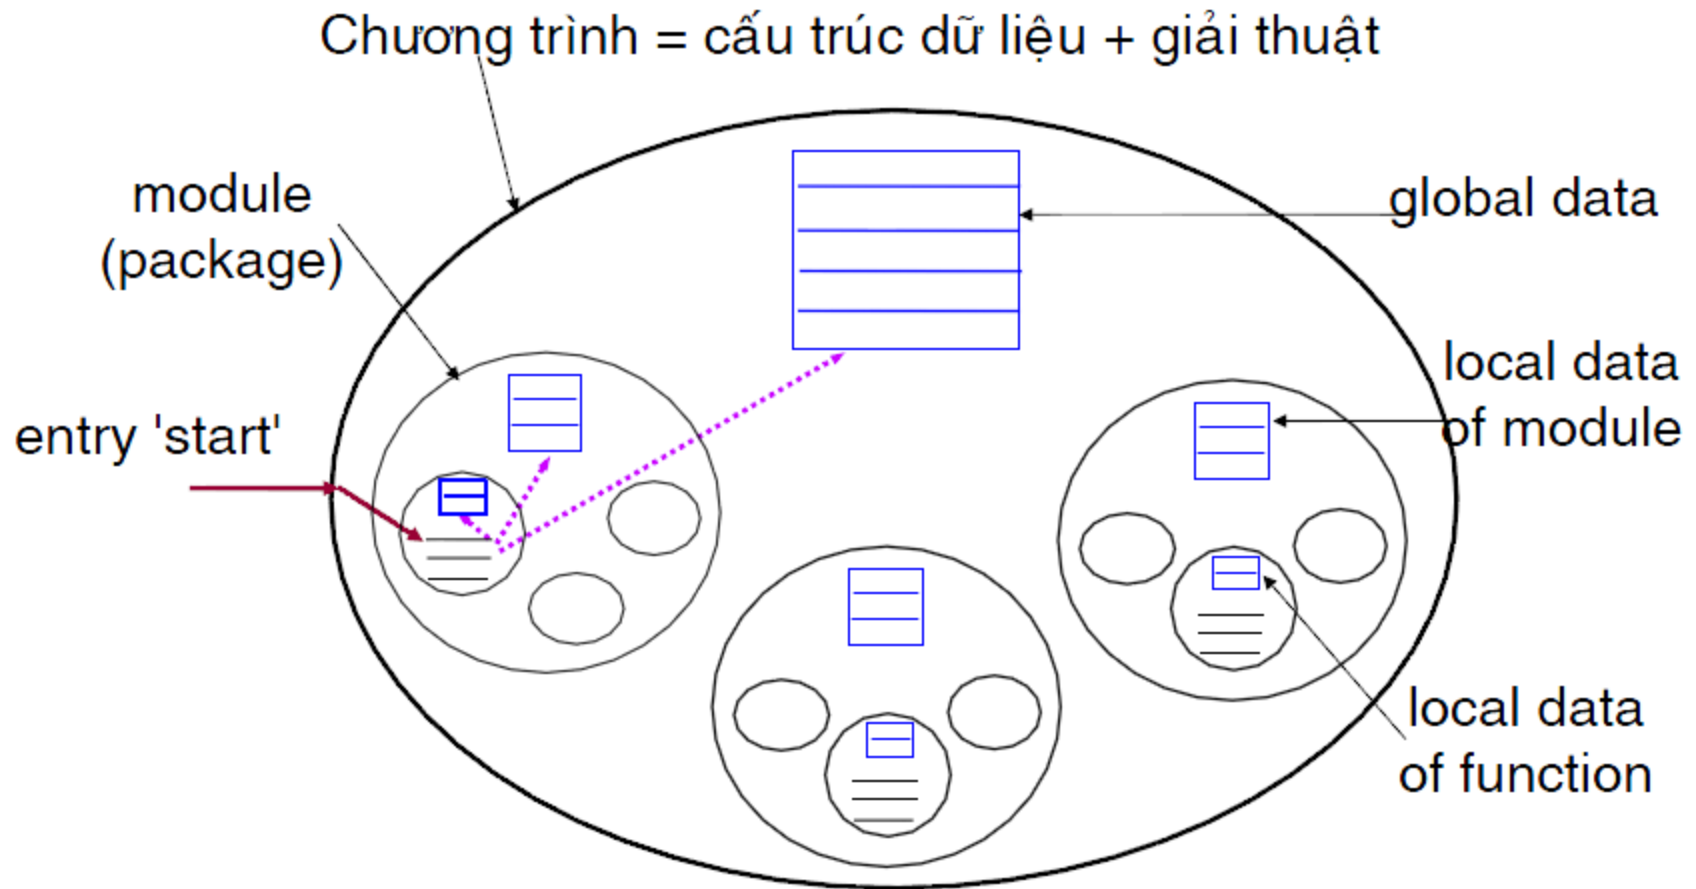 Chương trình = cấu trúc dữ liệu + giải thuật
module
(package)
global data
local data
of module
entry 'start'
local data
of function